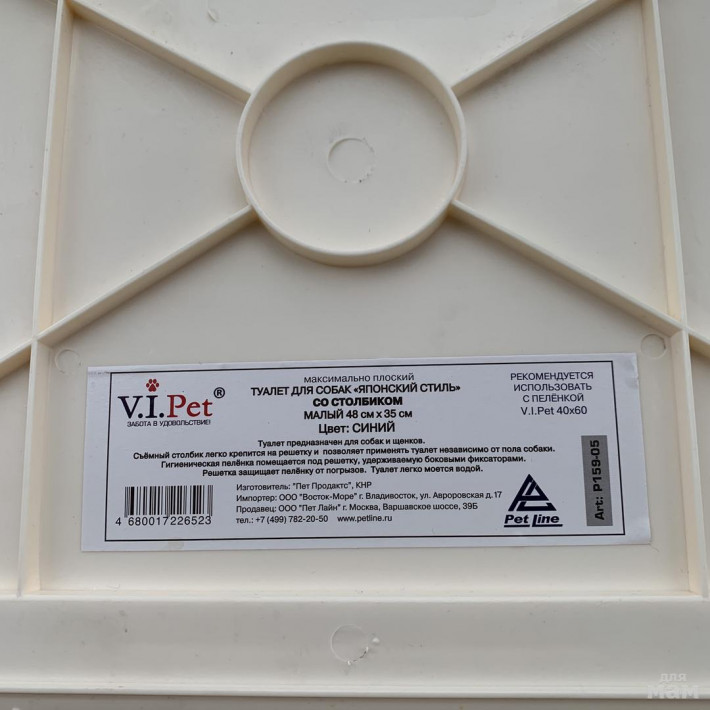 V.I.Pet®
ЗАБОТА В УДОВОЛЬСТВИЕ!
максимально плоский
ТУАЛЕТ ДЛЯ СОБАК «ЯПОНСКИЙ СТИЛЬ»
СО СТОЛБИКОМ
МАЛЫЙ 48 см x 35 см
Цвет: СИНИЙ
РЕКОМЕНДУЕТСЯ
ИСПОЛЬЗОВАТЬ
С ПЕЛЁНКОЙ
V.I.Pet 40x60
Туалет предназначен для собак и щенков.
Съёмный столбик легко крепится на решетку и позволяет применять туалет независимо от пола собаки.
Гигиеническая пелёнка помещается под решетку, удерживаемую боковыми фиксаторами.
Решетка защищает пелёнку от погрызов. Туалет легко моется водой.
4 680017226523
Изготовитель: "Пет Продактс", КНР
Импортер: ООО "Восток-Море" г. Владивосток, ул. Авроровская д.17
Продавец: ООО "Пет Лайн" г. Москва, Варшавское шоссе, 39Б
тел.: +7 (499) 782-20-50 www.petline.ru
Pet Line
Art: P159-05
для
мам